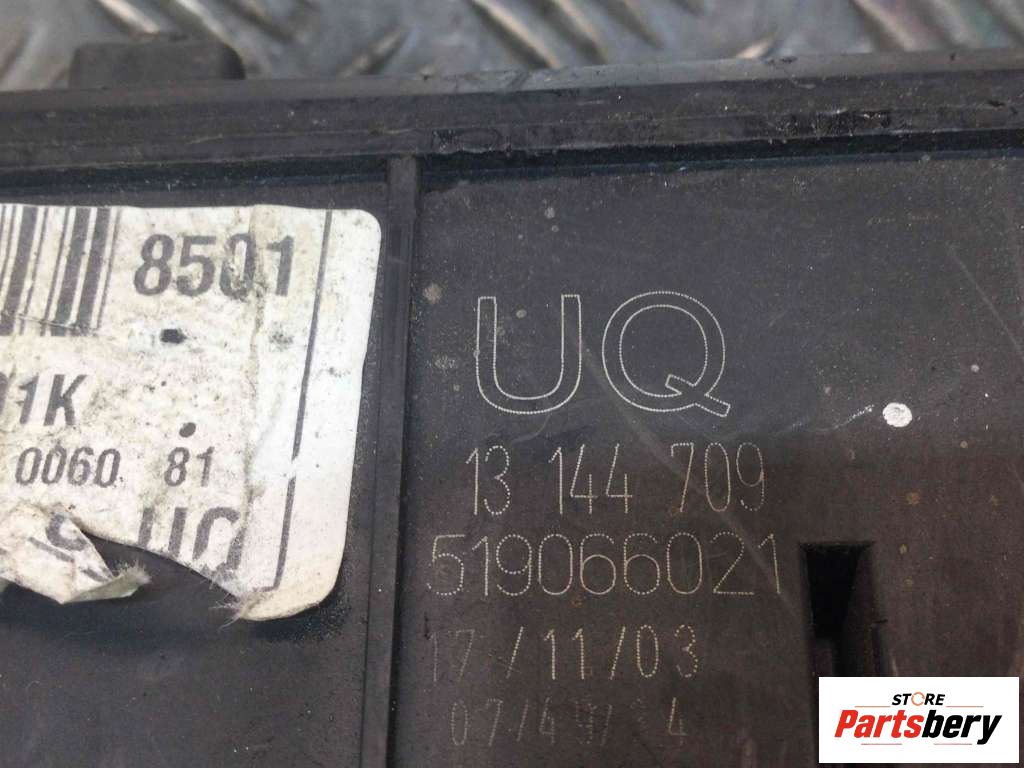 8501
1K
0060 81
UQ
13 144 709
519066021
17/11/03
STORE
Partsbery